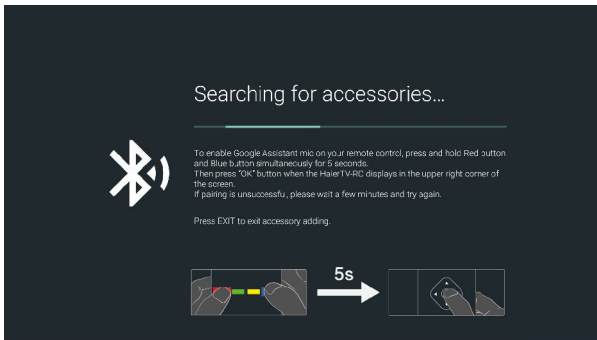 Searching for accessories...
To enable Google Assistant mic on your remote control, press and hold Red button
and Blue button simultaneously for 5 seconds.
Then press "OK" button when the HaierTV-RC displays in the upper right corner of
the screen.
If pairing is unsuccessful, please wait a few minutes and try again.
Press EXIT to exit accessory adding.
5s